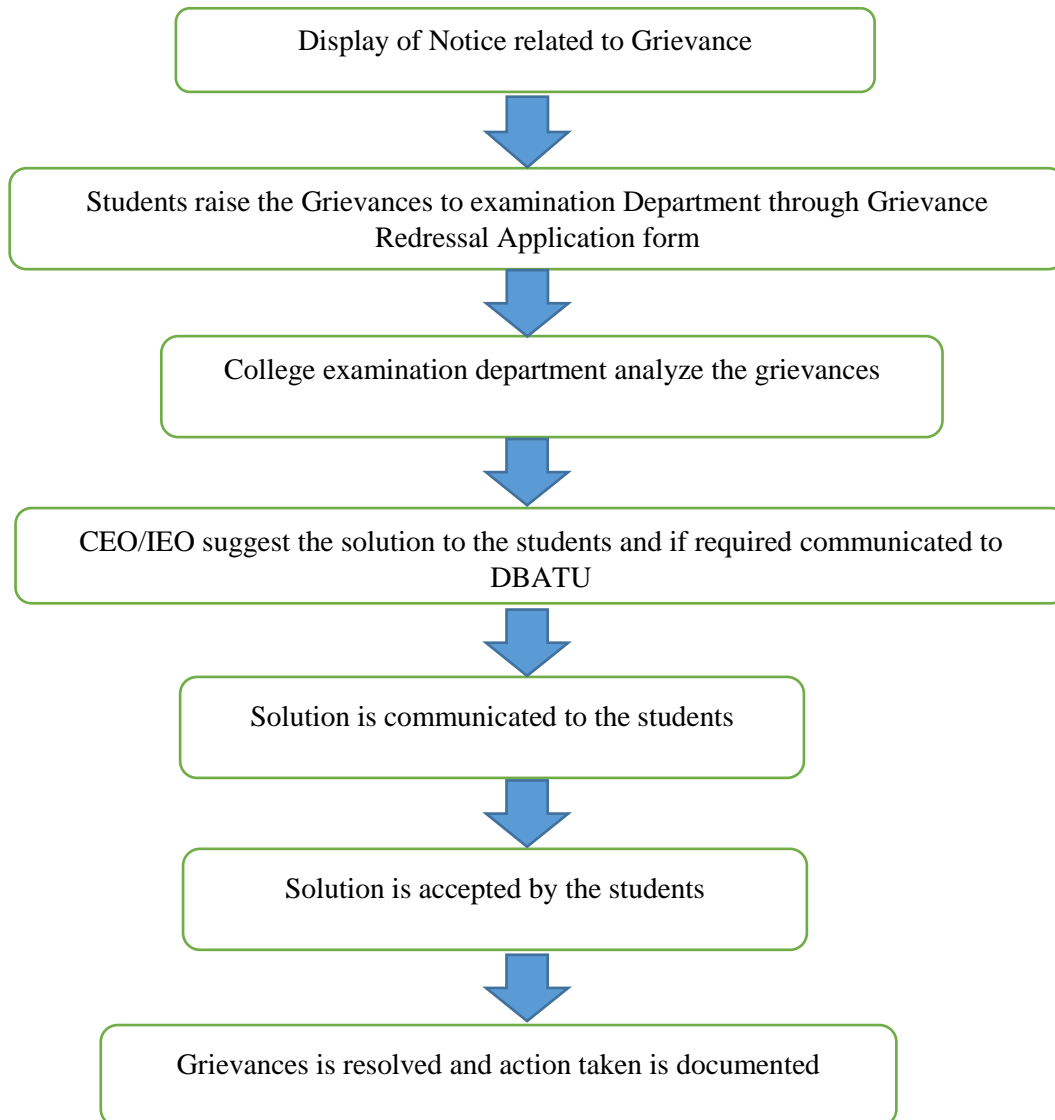 Display of Notice related to Grievance
Students raise the Grievances to examination Department through Grievance
Redressal Application form
College examination department analyze the grievances
CEO/IEO suggest the solution to the students and if required communicated to
DBATU
Solution is communicated to the students
Solution is accepted by the students
Grievances is resolved and action taken is documented